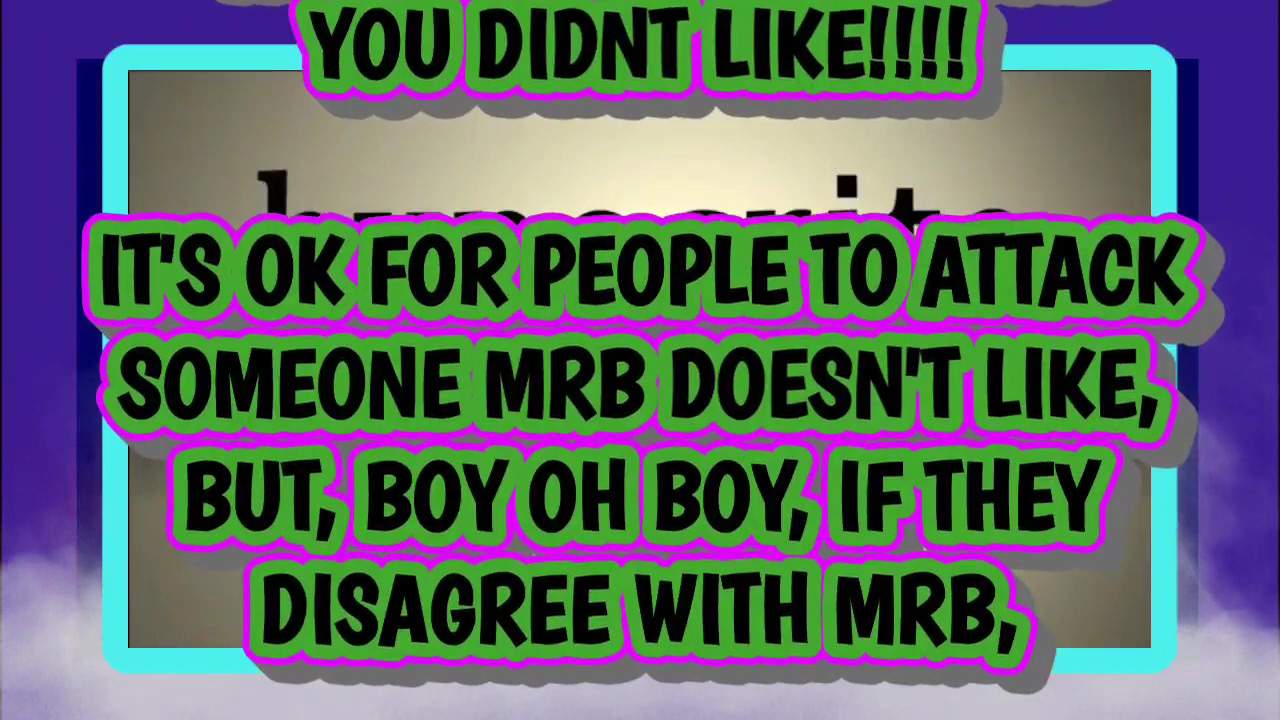 YOU DIDNT LIKE!!!!
IT'S OK FOR PEOPLE TO ATTACK
SOMEONE MRB DOESN'T LIKE,
BUT, BOY OH BOY, IF THEY
DISAGREE WITH MRB,